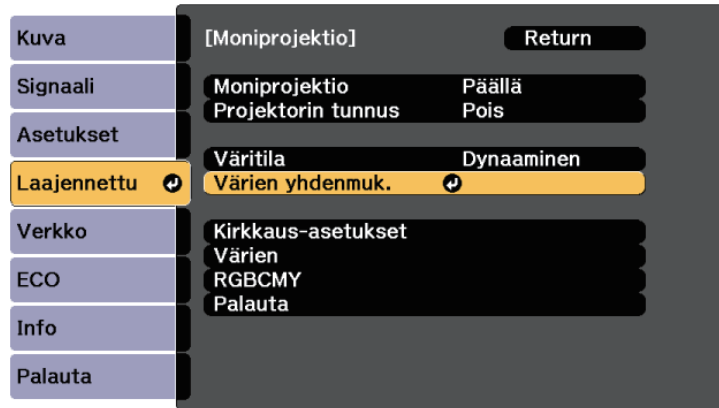 Kuva
Signaali
Asetukset
Laajennettu
Verkko
ECO
Info
Palauta
[Moniprojektio] Return
Moniprojektio Päällä
Projektorin tunnus Pois
Väritila Dynaaminen
Värien yhdenmuk.
Kirkkaus-asetukset
Värien
RGBCMY
Palauta